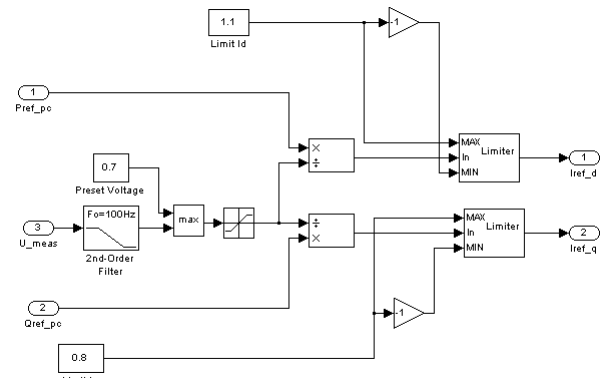 1.1
-1
Limit Id
1
Pref_pc
×
÷
MAX
In
MIN
Limiter
1
Iref_d
0.7
Preset Voltage
Fo=100Hz
max
3
U_meas
2nd-Order
Filter
÷
×
MAX
In
MIN
Limiter
2
Iref_q
2
Qref_pc
-1
0.8